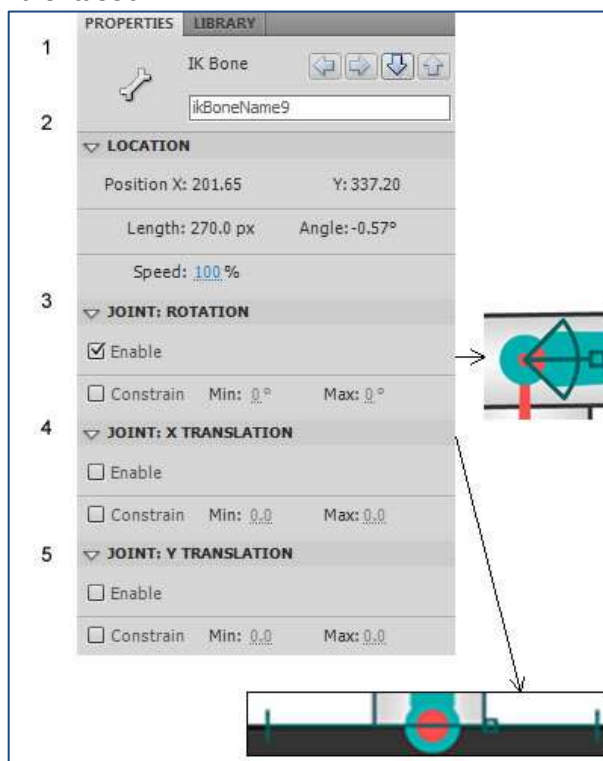 PROPERTIES LIBRARY
1
IK Bone
ikBoneName9
2
LOCATION
Position X: 201.65 Y: 337.20
Length: 270.0 px Angle: -0.57°
Speed: 100 %
3
JOINT: ROTATION
Enable
Constrain Min: 0° Max: 0°
4
JOINT: X TRANSLATION
Enable
Constrain Min: 0.0 Max: 0.0
5
JOINT: Y TRANSLATION
Enable
Constrain Min: 0.0 Max: 0.0